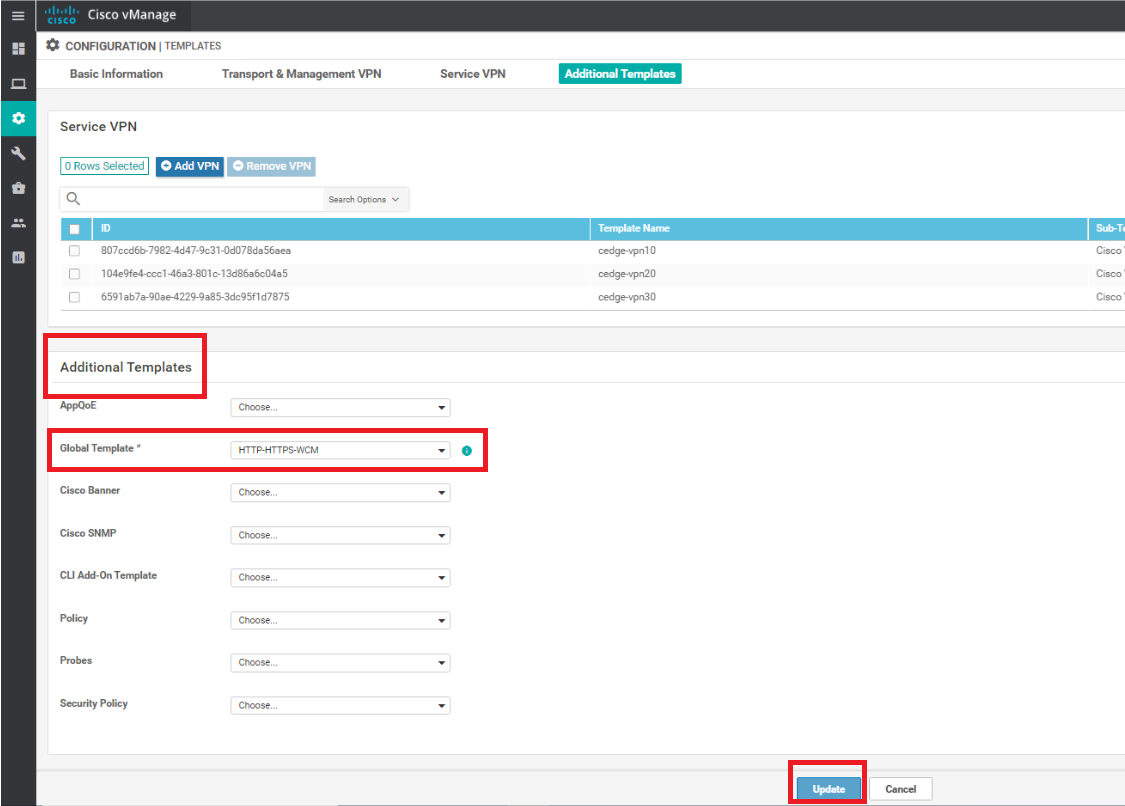 cisco Cisco vManage
CONFIGURATION | TEMPLATES
Basic Information Transport & Management VPN Service VPN Additional Templates
Service VPN
0 Rows Selected Add VPN Remove VPN
Search Options
ID Template Name Sub-Te
807ccd6b-7982-4d47-9c31-0d078da56aea cedge-vpn10 Cisco
104e9fe4-ccc1-46a3-801c-13d86a6c04a5 cedge-vpn20 Cisco
6591ab7a-90ae-4229-9a85-3dc95f1d7875 cedge-vpn30 Cisco
Additional Templates
AppQoE Choose...
Global Template * HTTP-HTTPS-WCM
Cisco Banner Choose...
Cisco SNMP Choose...
CLI Add-On Template Choose...
Policy Choose...
Probes Choose...
Security Policy Choose...
Update Cancel